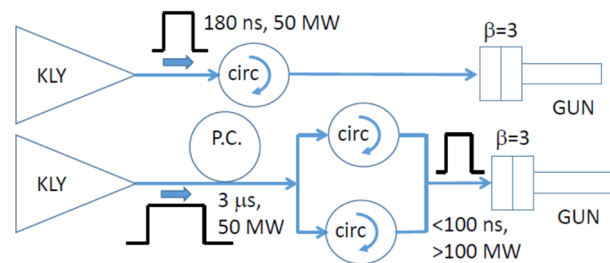 180 ns, 50 MW
KLY
circ
β=3
GUN
P.C.
KLY
circ
β=3
3 μs,
50 MW
circ
<100 ns,
>100 MW
GUN